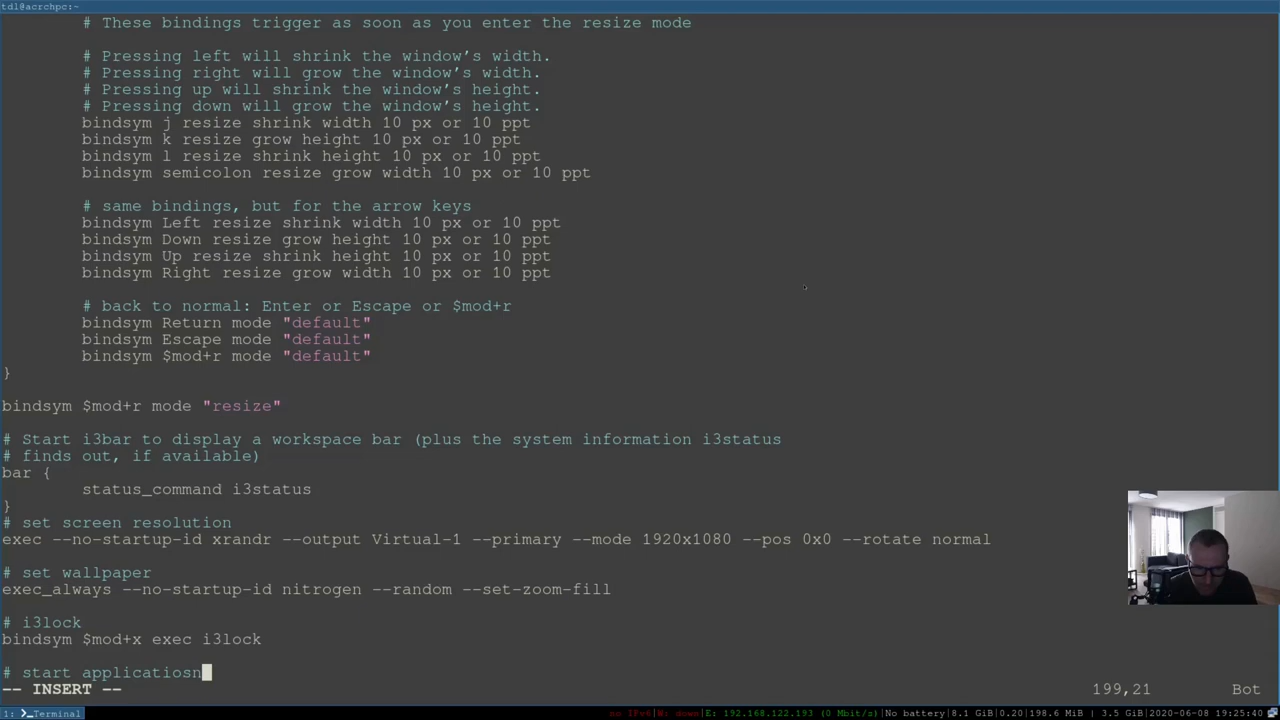 tdl@acrchpc:~
# These bindings trigger as soon as you enter the resize mode
# Pressing left will shrink the window's width.
# Pressing right will grow the window's width.
# Pressing up will shrink the window's height.
# Pressing down will grow the window's height.
bindsym j resize shrink width 10 px or 10 ppt
bindsym k resize grow height 10 px or 10 ppt
bindsym l resize shrink height 10 px or 10 ppt
bindsym semicolon resize grow width 10 px or 10 ppt
# same bindings, but for the arrow keys
bindsym Left resize shrink width 10 px or 10 ppt
bindsym Down resize grow height 10 px or 10 ppt
bindsym Up resize shrink height 10 px or 10 ppt
bindsym Right resize grow width 10 px or 10 ppt
# back to normal: Enter or Escape or $mod+r
bindsym Return mode "default"
bindsym Escape mode "default"
bindsym $mod+r mode "default"
}
bindsym $mod+r mode "resize"
# Start i3bar to display a workspace bar (plus the system information i3status
# finds out, if available)
bar {
status_command i3status
}
# set screen resolution
exec --no-startup-id xrandr --output Virtual-1 --primary --mode 1920x1080 --pos 0x0 --rotate normal
# set wallpaper
exec_always --no-startup-id nitrogen --random --set-zoom-fill
# i3lock
bindsym $mod+x exec i3lock
# start applicatiosn
-- INSERT -- 199,21 Bot
1: Terminal no IPv6|W: down|E: 192.168.122.193 (0 Mbit/s)|No battery|8.1 GiB|0.20|198.6 MiB | 3.5 GiB|2020-06-08 19:25:40